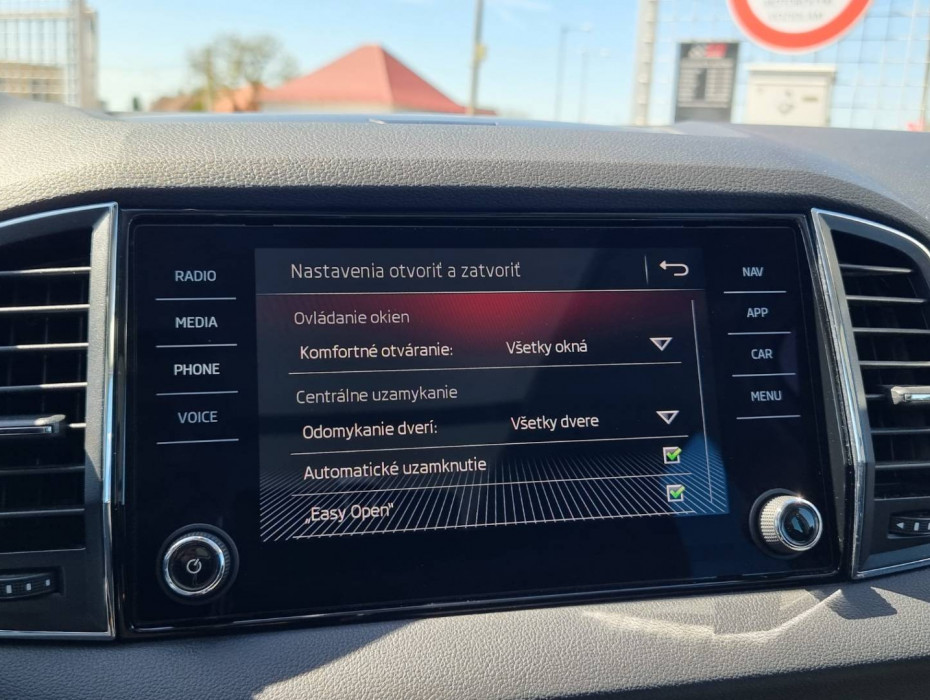 RADIO
MEDIA
PHONE
VOICE
Nastavenia otvoriť a zatvoriť
Ovládanie okien
Komfortné otváranie: Všetky okná
Centrálne uzamykanie
Odomykanie dverí: Všetky dvere
Automatické uzamknutie
„Easy Open"
NAV
APP
CAR
MENU